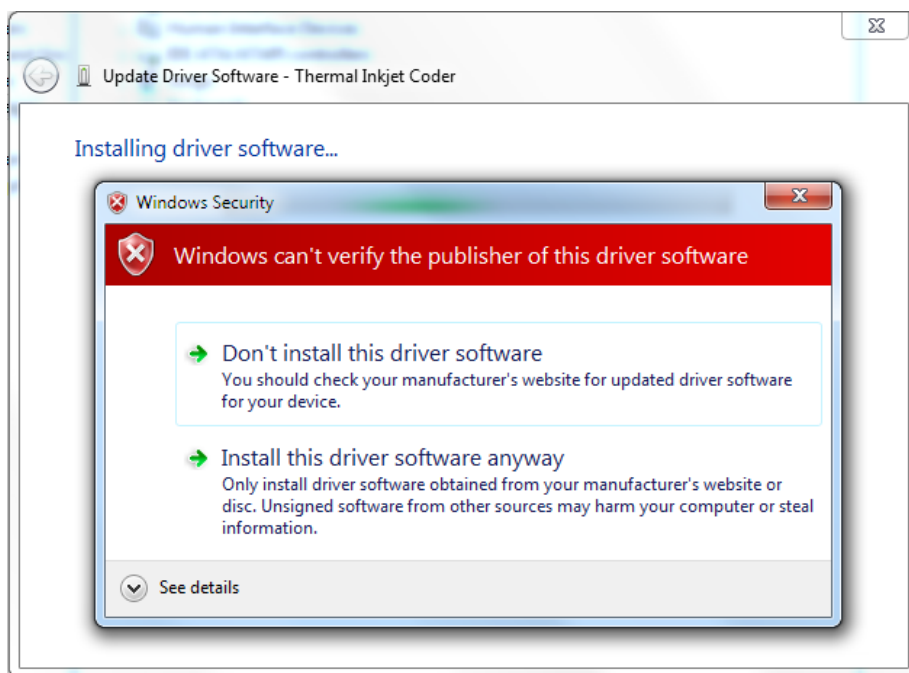 Update Driver Software - Thermal Inkjet Coder
Installing driver software...
Windows Security
Windows can't verify the publisher of this driver software
Don't install this driver software
You should check your manufacturer's website for updated driver software
for your device.
Install this driver software anyway
Only install driver software obtained from your manufacturer's website or
disc. Unsigned software from other sources may harm your computer or steal
information.
See details